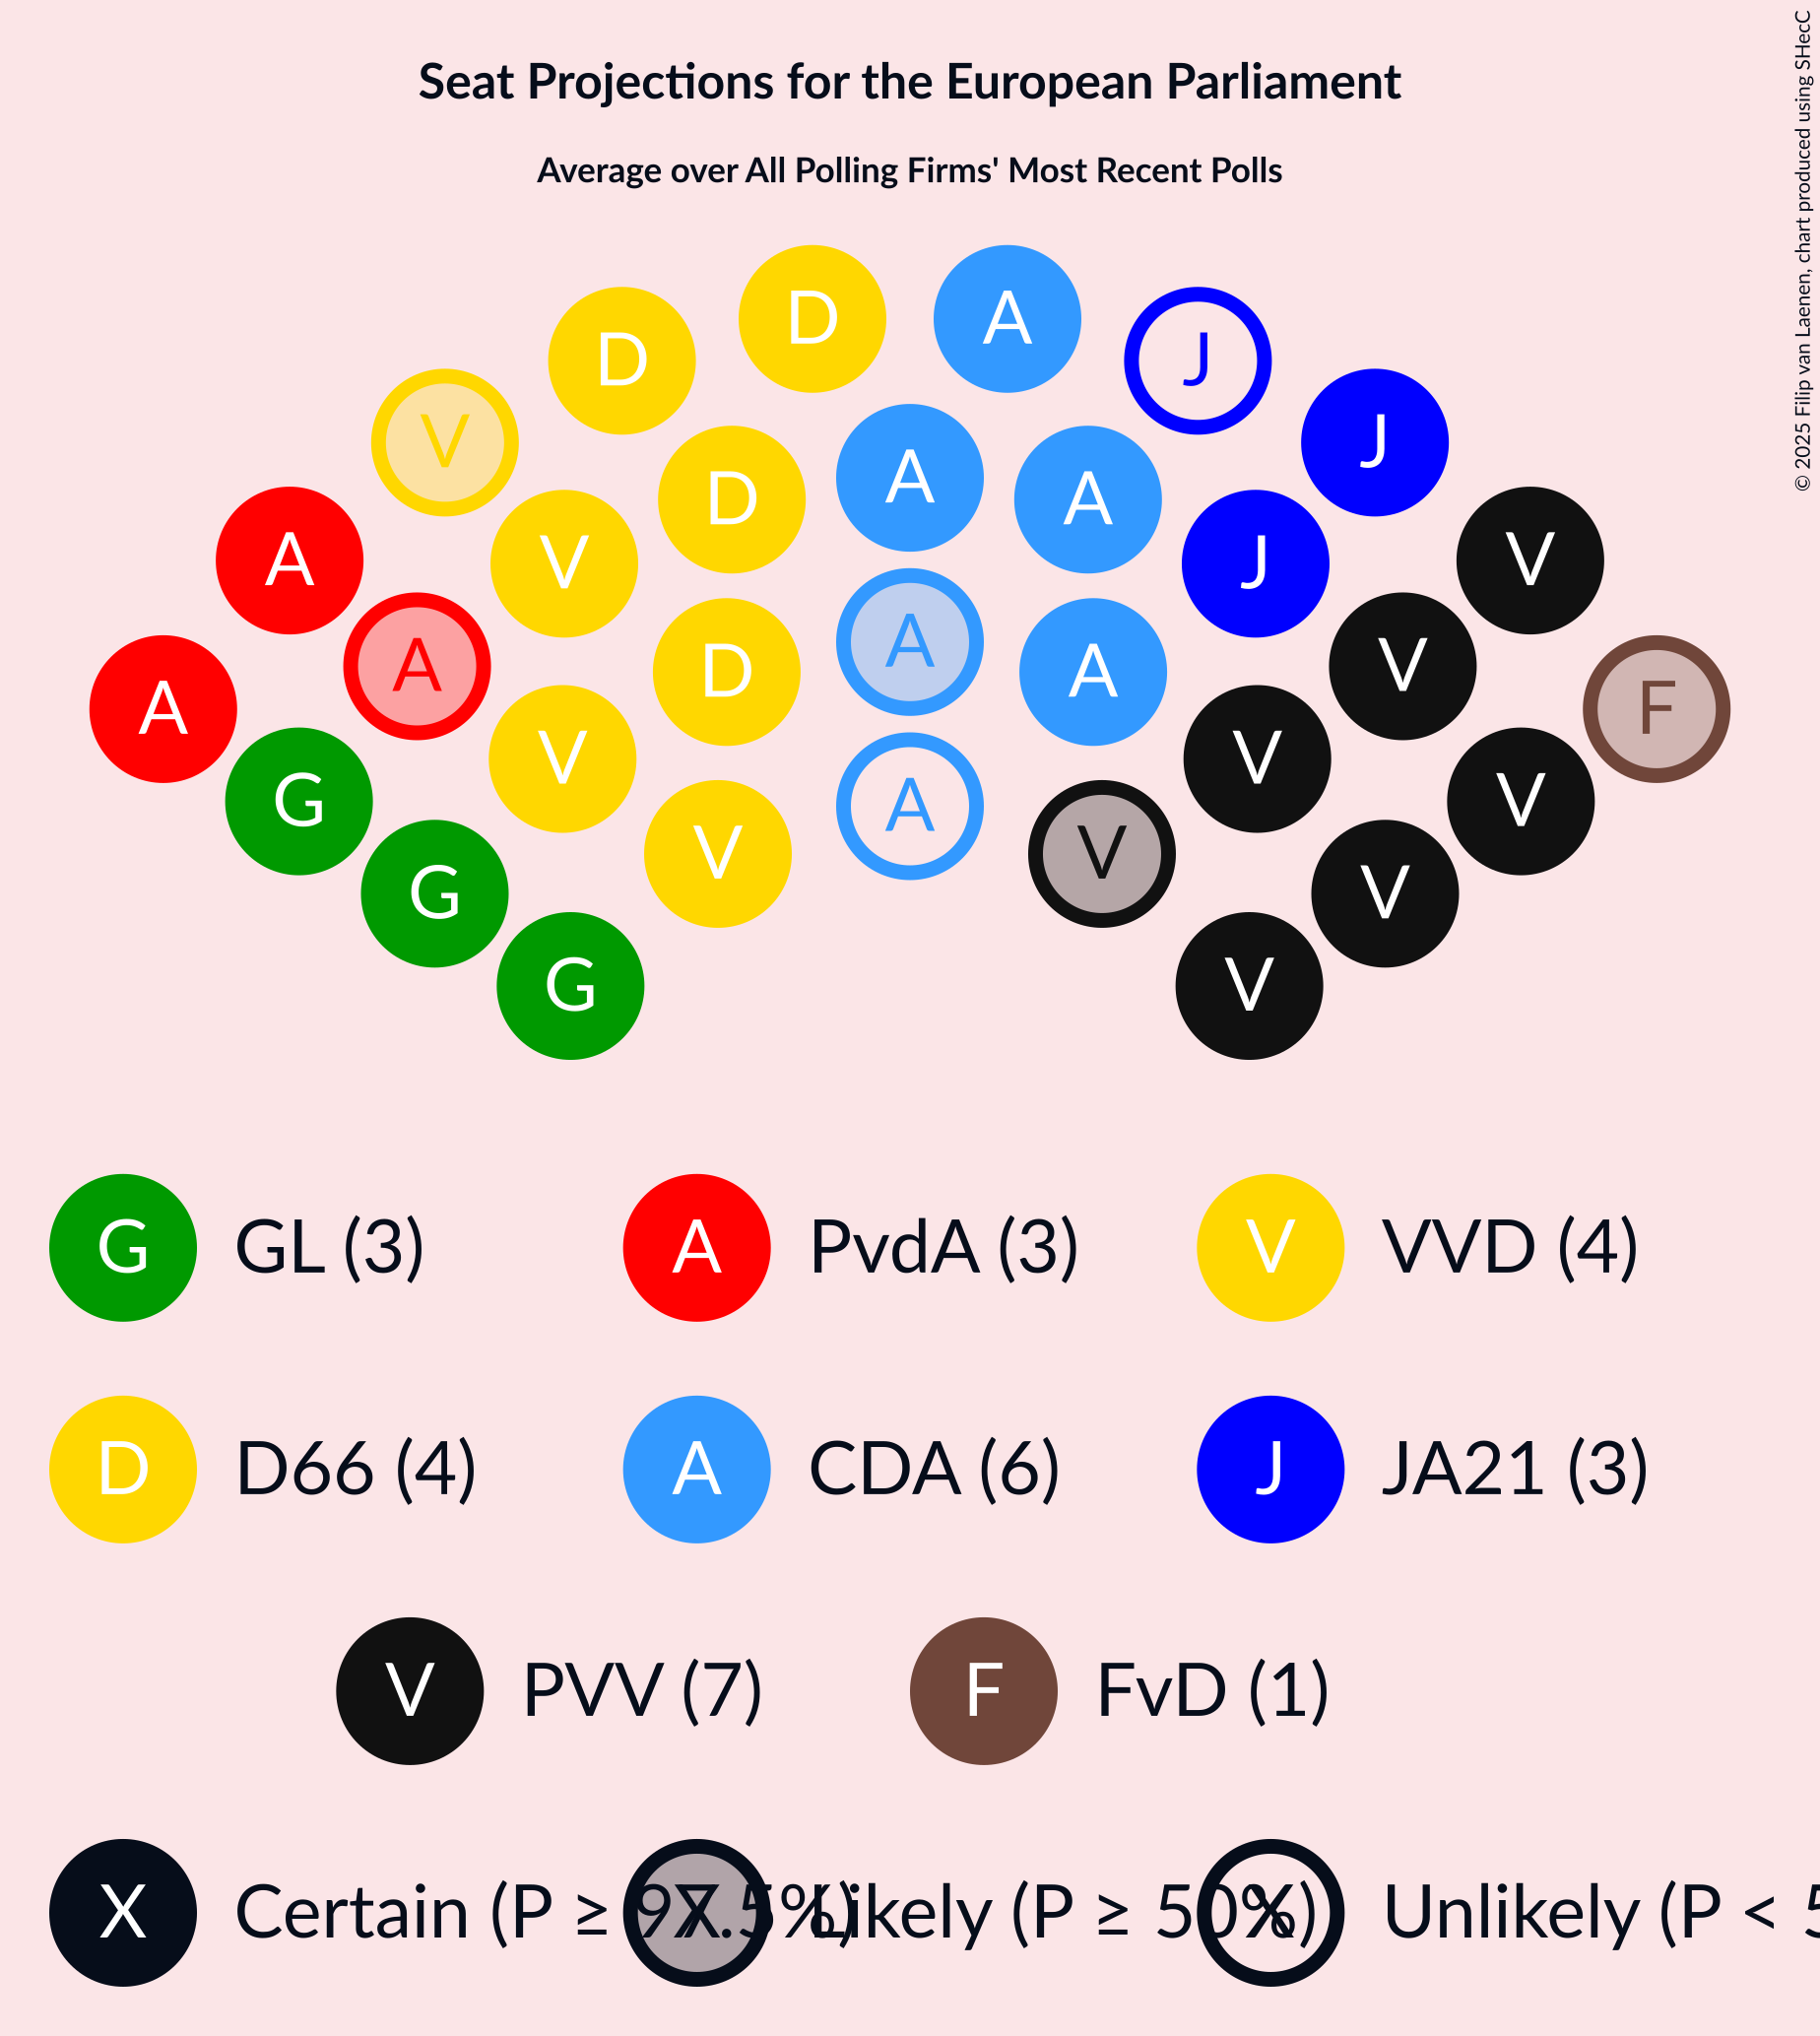 Seat Projections for the European Parliament
Average over All Polling Firms' Most Recent Polls
© 2025 Filip van Laenen, chart produced using SHecC
D A
D J
V J
A A A
D
A V V J V
A A A V
D A
A V V F
G A V
V V
G V
G V
G GL (3) A PvdA (3) V VVD (4)
D D66 (4) A CDA (6) J JA21 (3)
V PVV (7) F FvD (1)
X Certain (P ≥ 97.5%) X Likely (P ≥ 50%) X Unlikely (P < 5